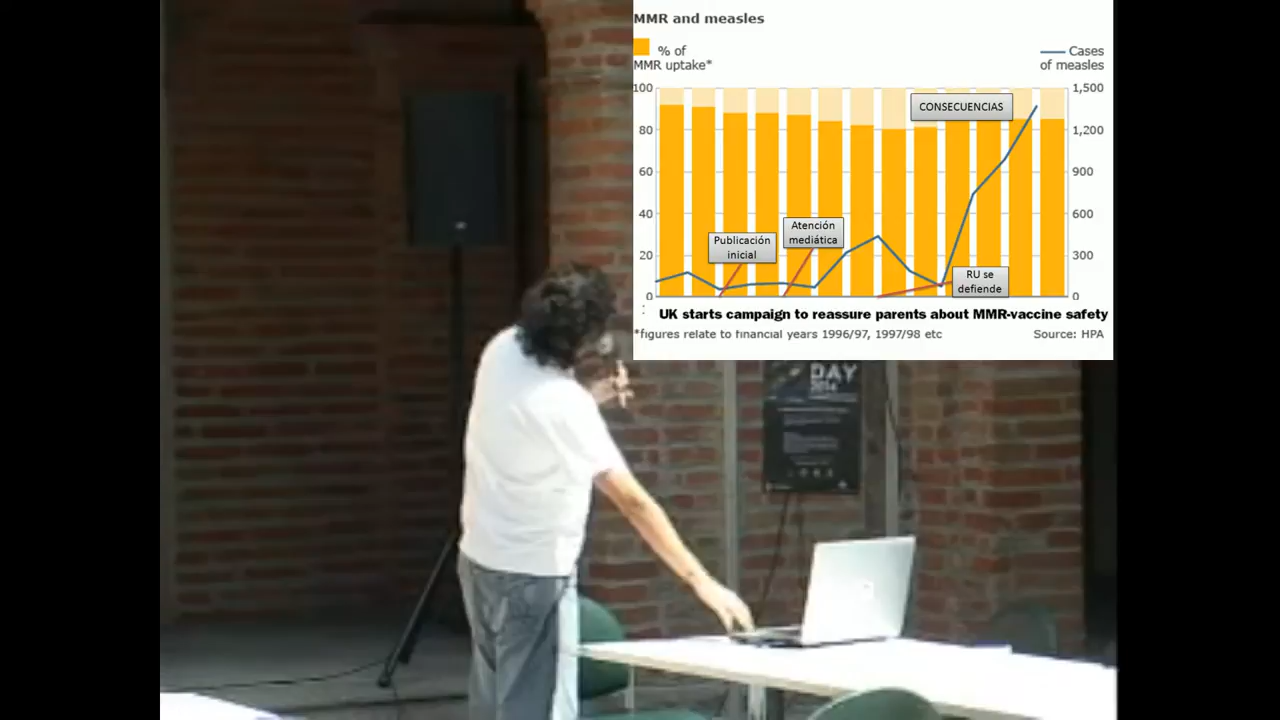 MMR and measles
% of
MMR uptake*
Cases
of measles
100
80
60
40
20
0
1,500
1,200
900
600
300
0
CONSECUENCIAS
Publicación
inicial
Atención
mediática
RU se
defiende
UK starts campaign to reassure parents about MMR-vaccine safety
*figures relate to financial years 1996/97, 1997/98 etc
Source: HPA
DAY
2014